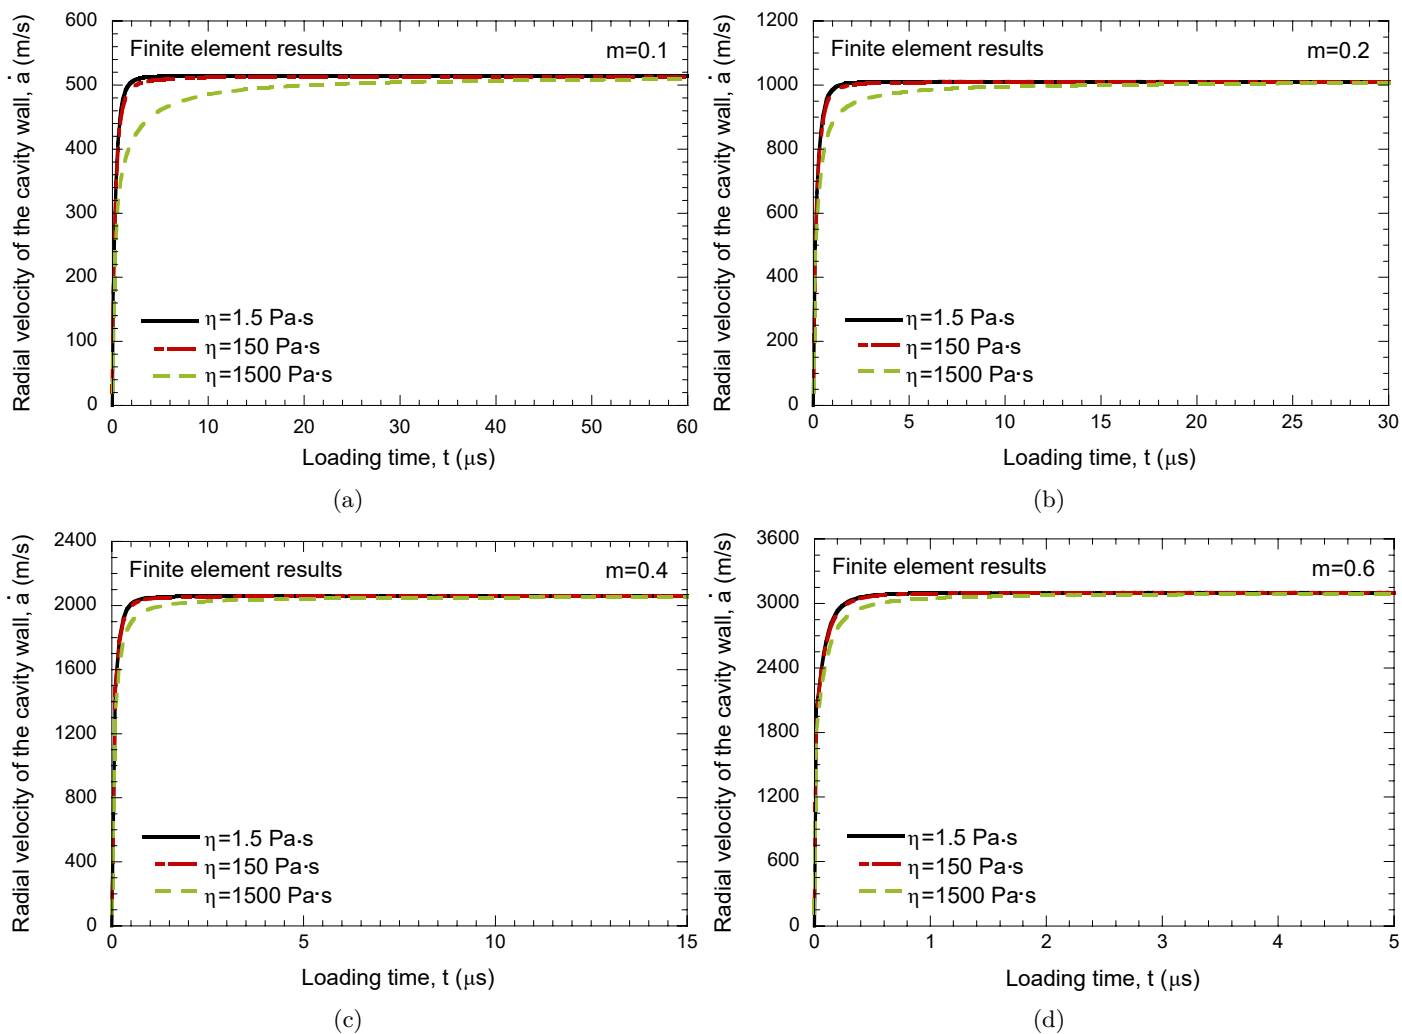 Radial velocity of the cavity wall, ȧ (m/s)
600
500
400
300
200
100
0
Finite element results
m=0.1
η=1.5 Pa·s
η=150 Pa·s
η=1500 Pa·s
0 10 20 30 40 50 60
Loading time, t (μs)
(a)
Radial velocity of the cavity wall, ȧ (m/s)
1200
1000
800
600
400
200
0
Finite element results
m=0.2
η=1.5 Pa·s
η=150 Pa·s
η=1500 Pa·s
0 5 10 15 20 25 30
Loading time, t (μs)
(b)
Radial velocity of the cavity wall, ȧ (m/s)
2400
2000
1600
1200
800
400
0
Finite element results
m=0.4
η=1.5 Pa·s
η=150 Pa·s
η=1500 Pa·s
0 5 10 15
Loading time, t (μs)
(c)
Radial velocity of the cavity wall, ȧ (m/s)
3600
3000
2400
1800
1200
600
0
Finite element results
m=0.6
η=1.5 Pa·s
η=150 Pa·s
η=1500 Pa·s
0 1 2 3 4 5
Loading time, t (μs)
(d)